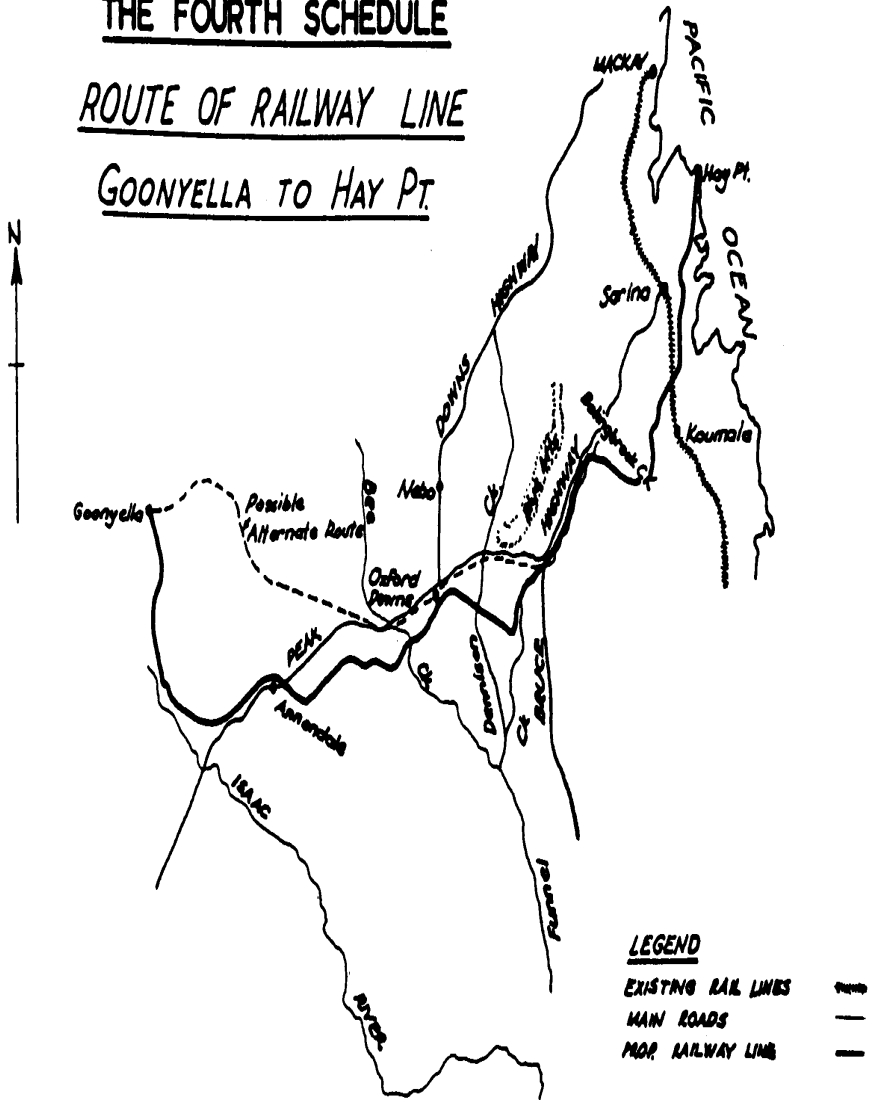 THE FOURTH SCHEDULE
ROUTE OF RAILWAY LINE
GOONYELLA TO HAY PT.
N
MACKAY
PACIFIC
OCEAN
Hay Pt.
Sarina
Koumala
HIGHWAY
DOWNS
Nebo
Ck
HIGHWAY
Goonyella
Possible
Alternate Route
Bee
Oxford
Downs
PEAK
Ck
Annandale
Dennison
Ck
BRUCE
ISAAC
RIVER
Funnel
LEGEND
EXISTING RAIL LINES
MAIN ROADS
PROP. RAILWAY LINE